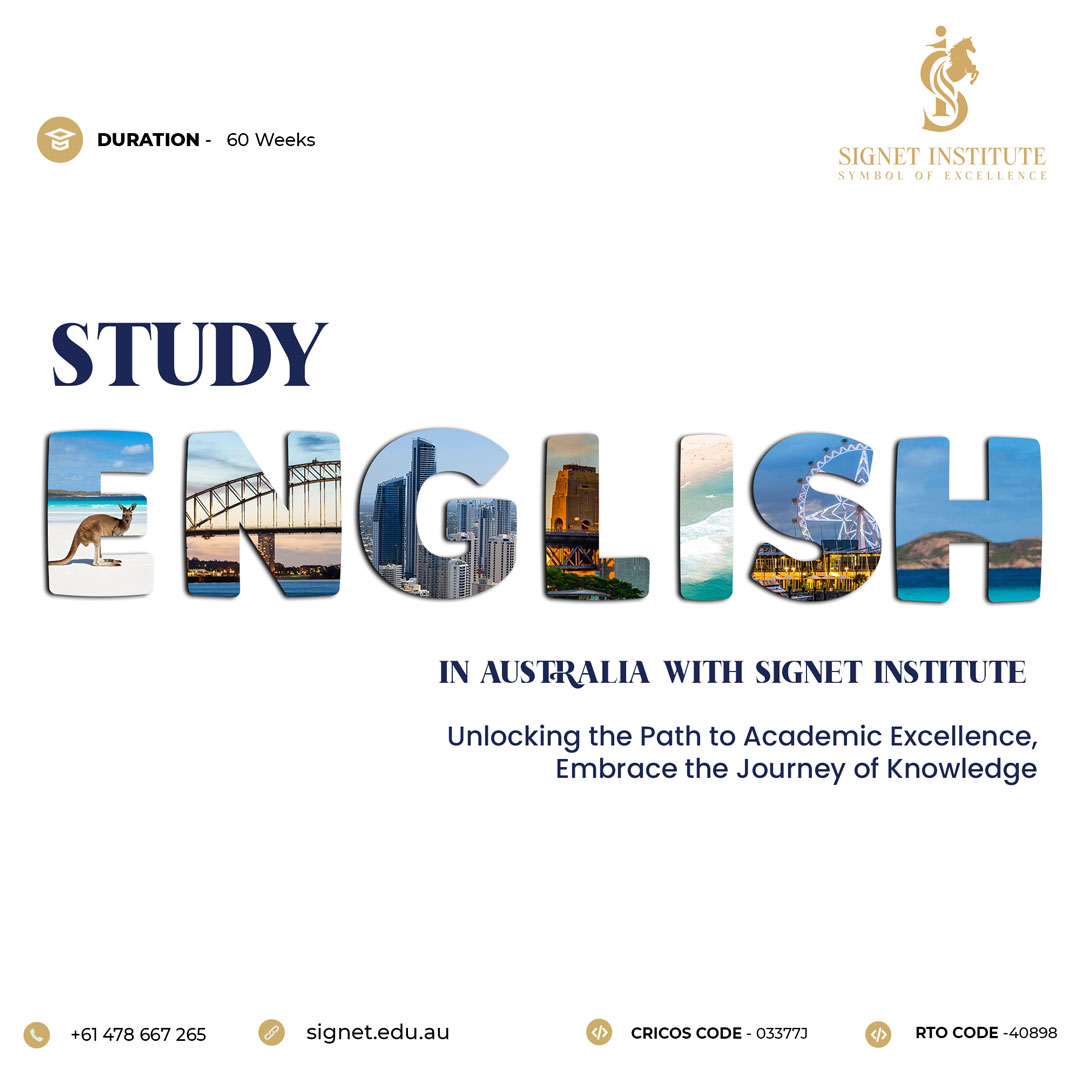 DURATION - 60 Weeks
SIGNET INSTITUTE
SYMBOL OF EXCELLENCE
STUDY
ENGLISH
IN AUSTRALIA WITH SIGNET INSTITUTE
Unlocking the Path to Academic Excellence,
Embrace the Journey of Knowledge
+61 478 667 265
signet.edu.au
CRICOS CODE - 03377J
RTO CODE -40898